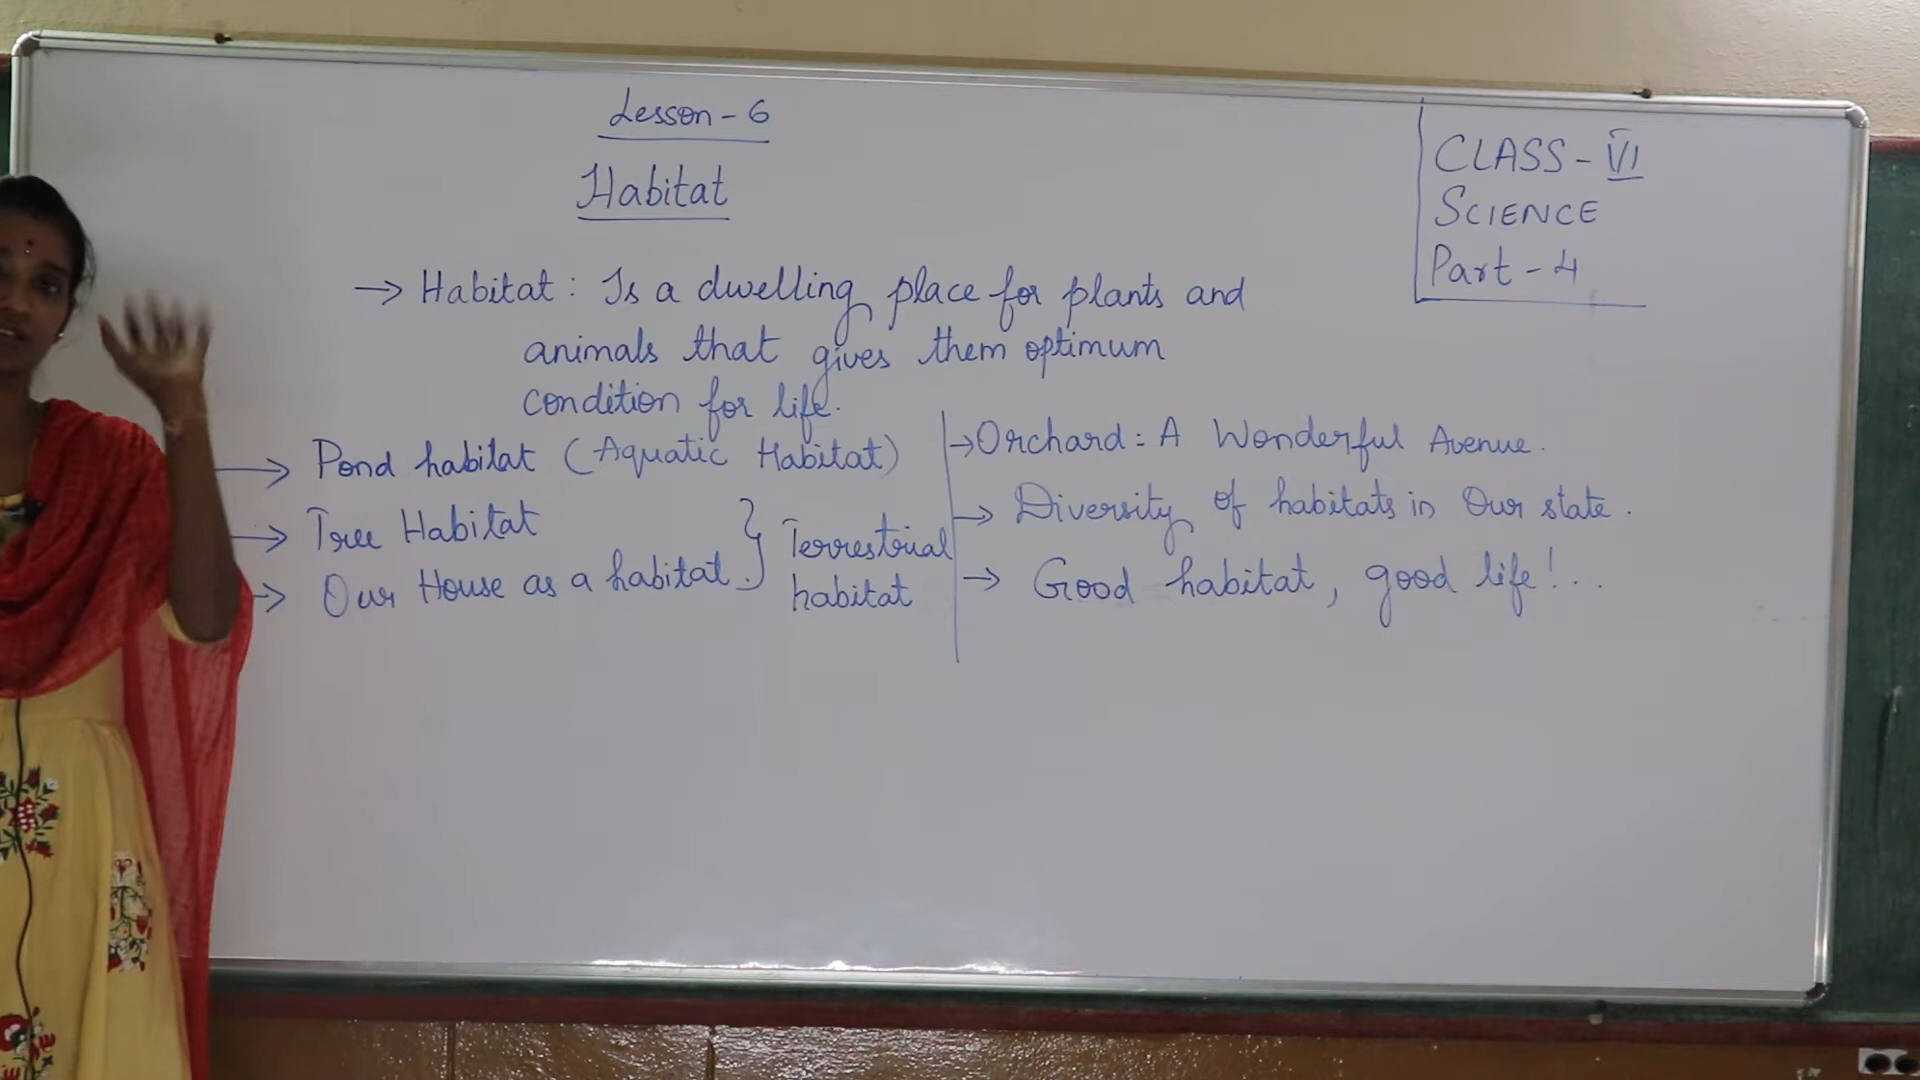 Lesson - 6
Habitat
CLASS - VI
SCIENCE
Part - 4
→ Habitat : Is a dwelling place for plants and
animals that gives them optimum
condition for life.
→ Pond habitat (Aquatic Habitat)
→ Tree Habitat
→ Our House as a habitat.
} Terrestrial
habitat
→ Orchard : A Wonderful Avenue.
→ Diversity of habitats in Our state.
→ Good habitat, good life!...